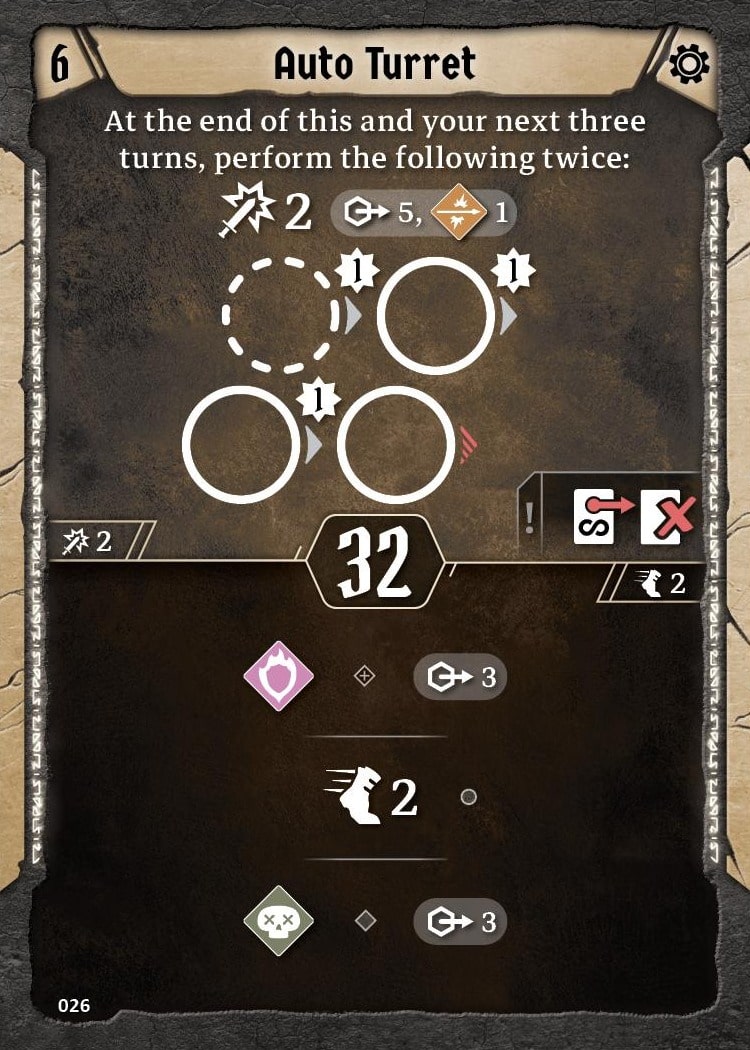 6 Auto Turret
At the end of this and your next three
turns, perform the following twice:
2 5, 1
1 1
1
2
32
2
3
2
3
026